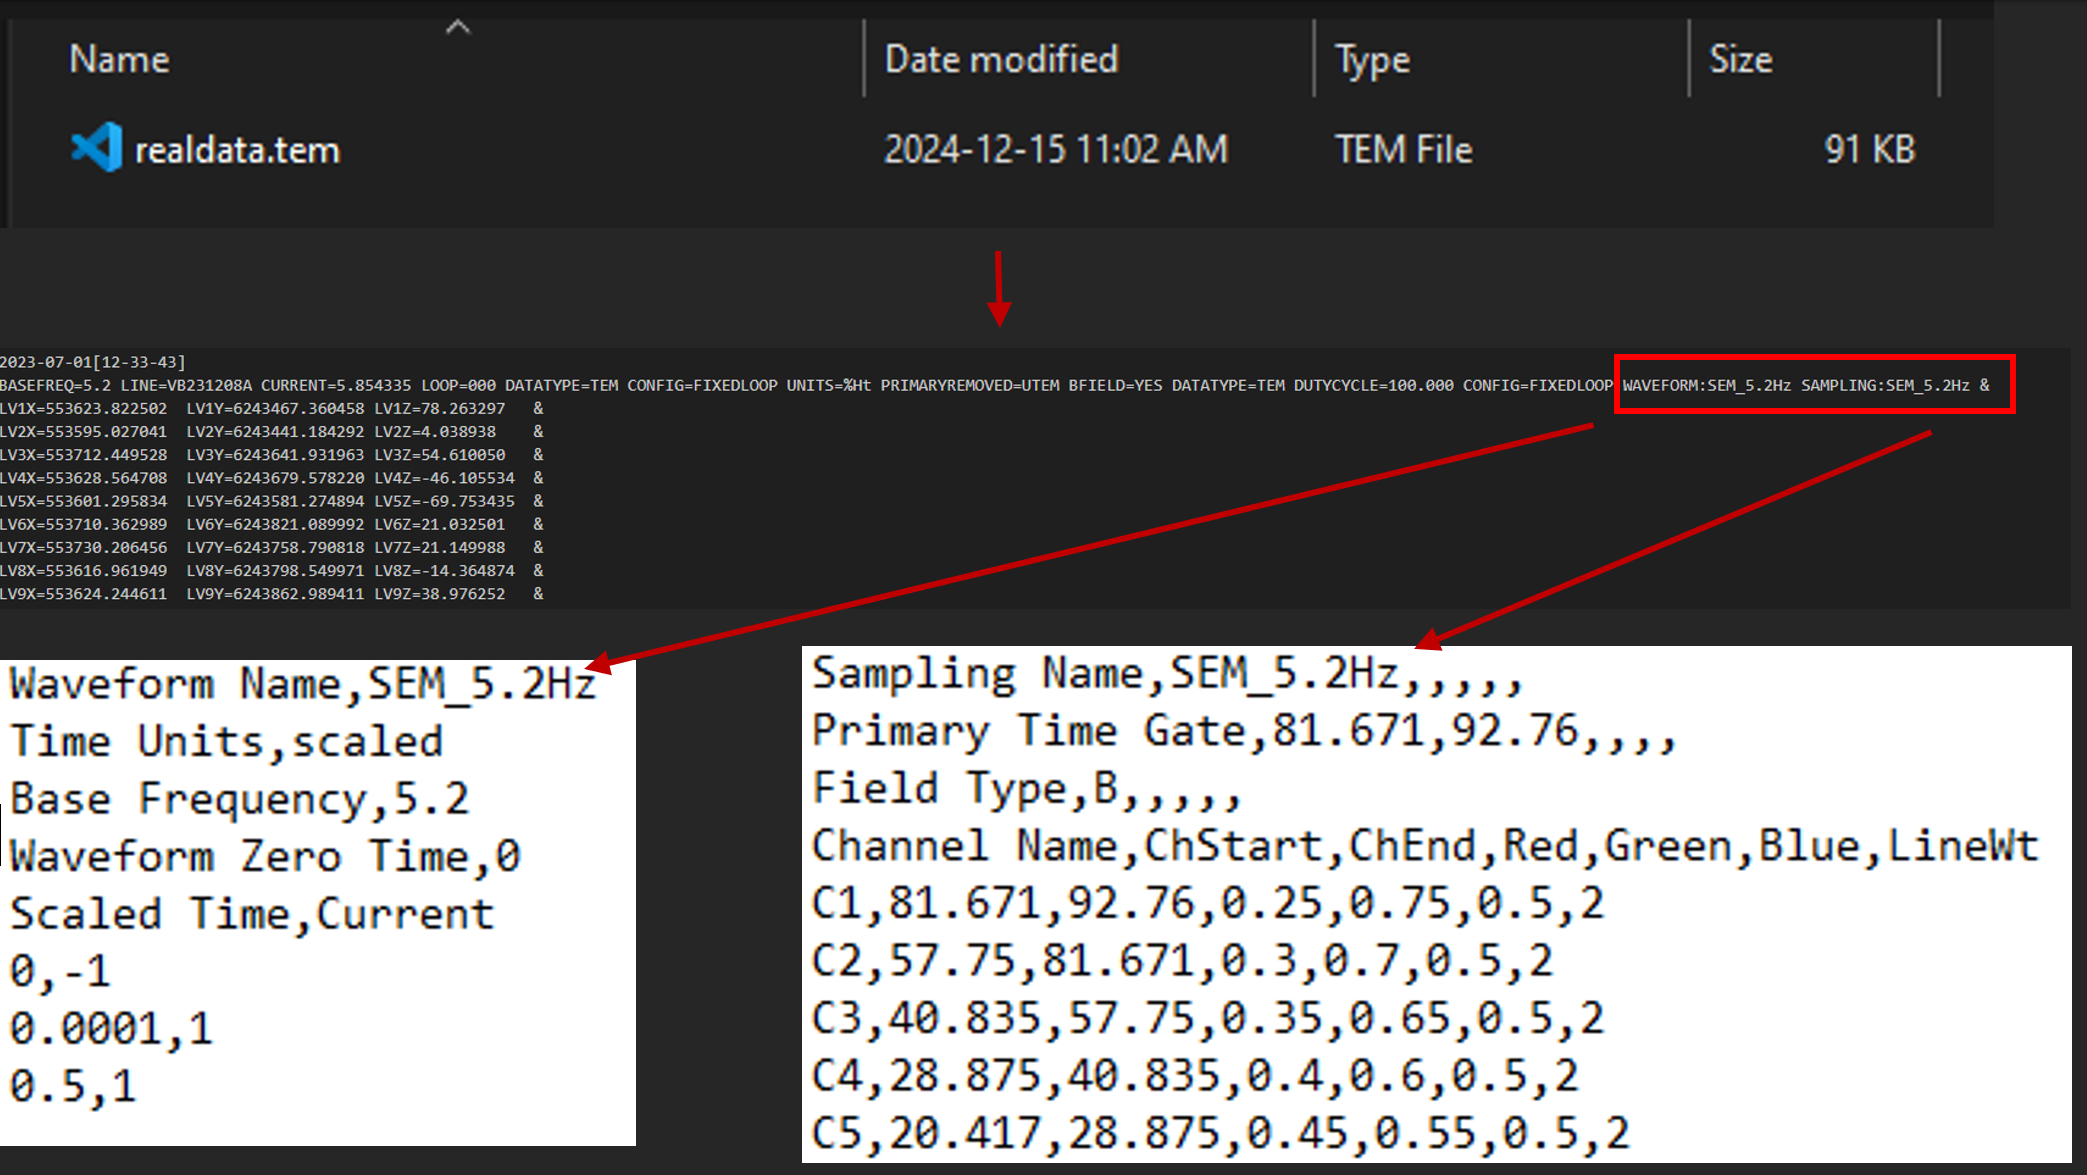 Name Date modified Type Size
realdata.tem 2024-12-15 11:02 AM TEM File 91 KB
2023-07-01[12-33-43]
BASEFREQ=5.2 LINE=VB231208A CURRENT=5.854335 LOOP=000 DATATYPE=TEM CONFIG=FIXEDLOOP UNITS=%Ht PRIMARYREMOVED=UTEM BFIELD=YES DATATYPE=TEM DUTYCYCLE=100.000 CONFIG=FIXEDLOOP WAVEFORM:SEM_5.2Hz SAMPLING:SEM_5.2Hz &
LV1X=553623.822502 LV1Y=6243467.360458 LV1Z=78.263297 &
LV2X=553595.027041 LV2Y=6243441.184292 LV2Z=4.038938 &
LV3X=553712.449528 LV3Y=6243641.931963 LV3Z=54.610050 &
LV4X=553628.564708 LV4Y=6243679.578220 LV4Z=-46.105534 &
LV5X=553601.295834 LV5Y=6243581.274894 LV5Z=-69.753435 &
LV6X=553710.362989 LV6Y=6243821.089992 LV6Z=21.032501 &
LV7X=553730.206456 LV7Y=6243758.790818 LV7Z=21.149988 &
LV8X=553616.961949 LV8Y=6243798.549971 LV8Z=-14.364874 &
LV9X=553624.244611 LV9Y=6243862.989411 LV9Z=38.976252 &
Waveform Name,SEM_5.2Hz
Time Units,scaled
Base Frequency,5.2
Waveform Zero Time,0
Scaled Time,Current
0,-1
0.0001,1
0.5,1
Sampling Name,SEM_5.2Hz,,,,,
Primary Time Gate,81.671,92.76,,,,
Field Type,B,,,,,
Channel Name,ChStart,ChEnd,Red,Green,Blue,LineWt
C1,81.671,92.76,0.25,0.75,0.5,2
C2,57.75,81.671,0.3,0.7,0.5,2
C3,40.835,57.75,0.35,0.65,0.5,2
C4,28.875,40.835,0.4,0.6,0.5,2
C5,20.417,28.875,0.45,0.55,0.5,2